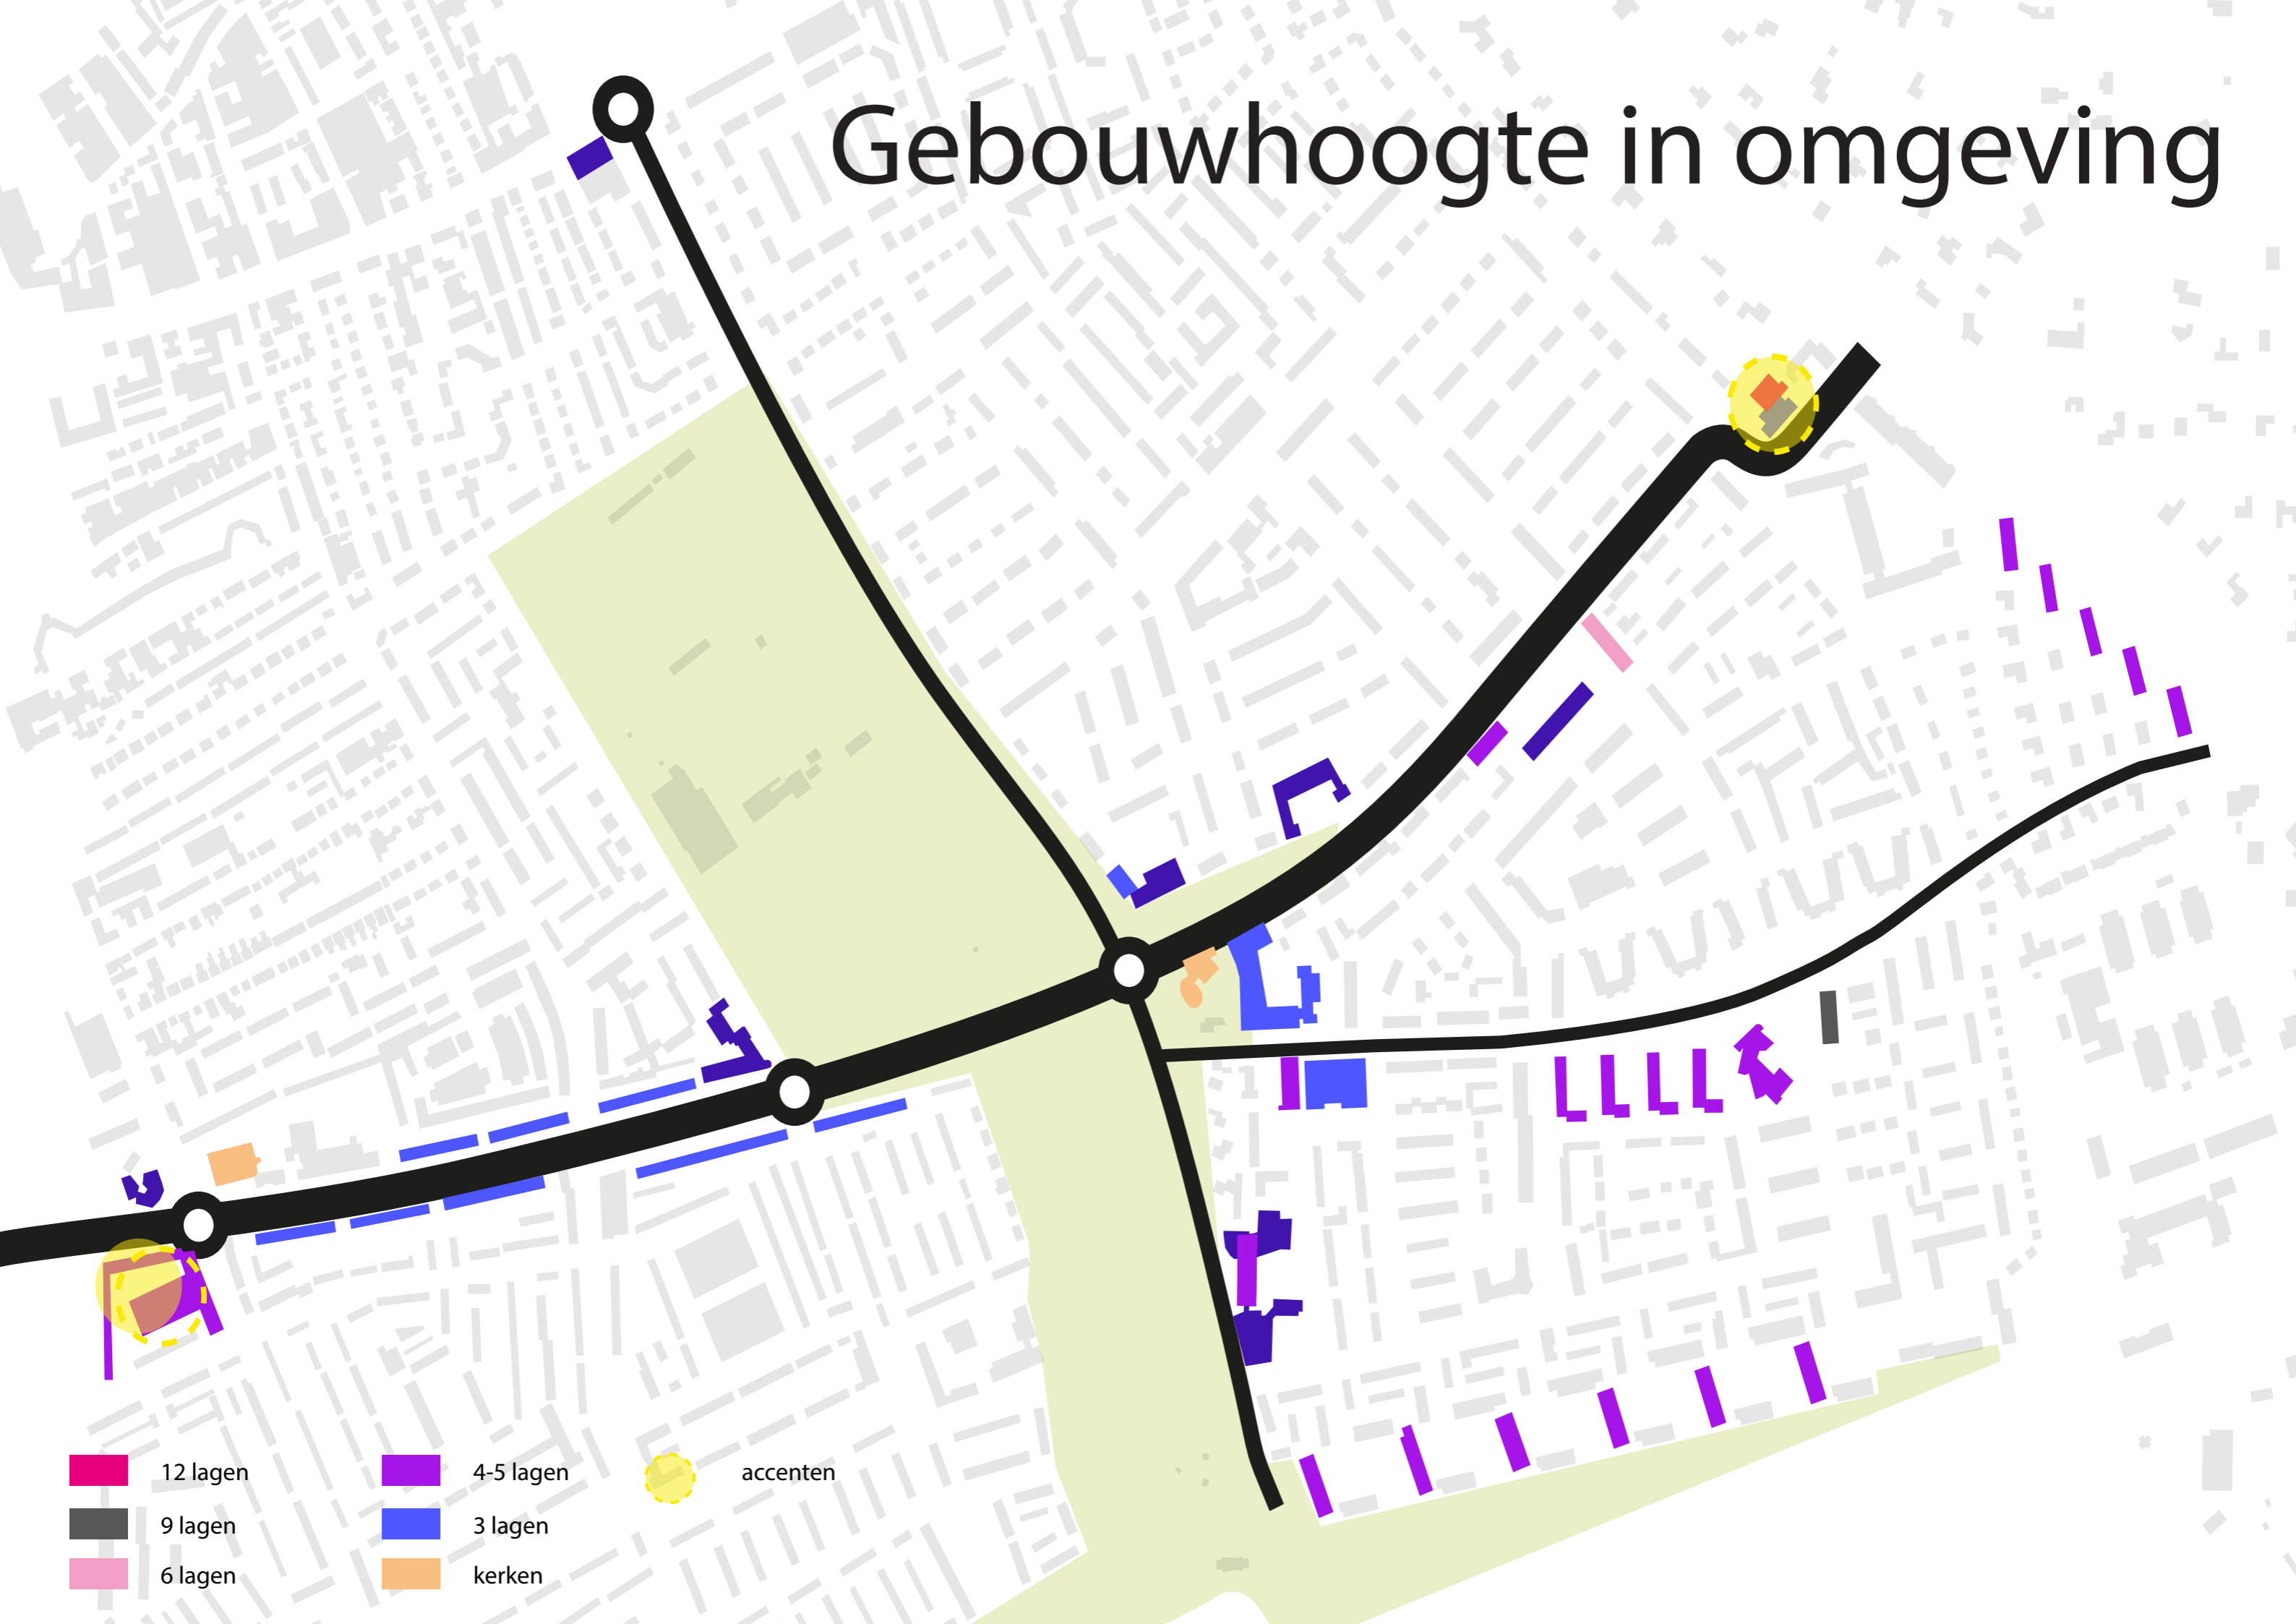 Gebouwhoogte in omgeving
12 lagen
9 lagen
6 lagen
4-5 lagen
3 lagen
kerken
accenten